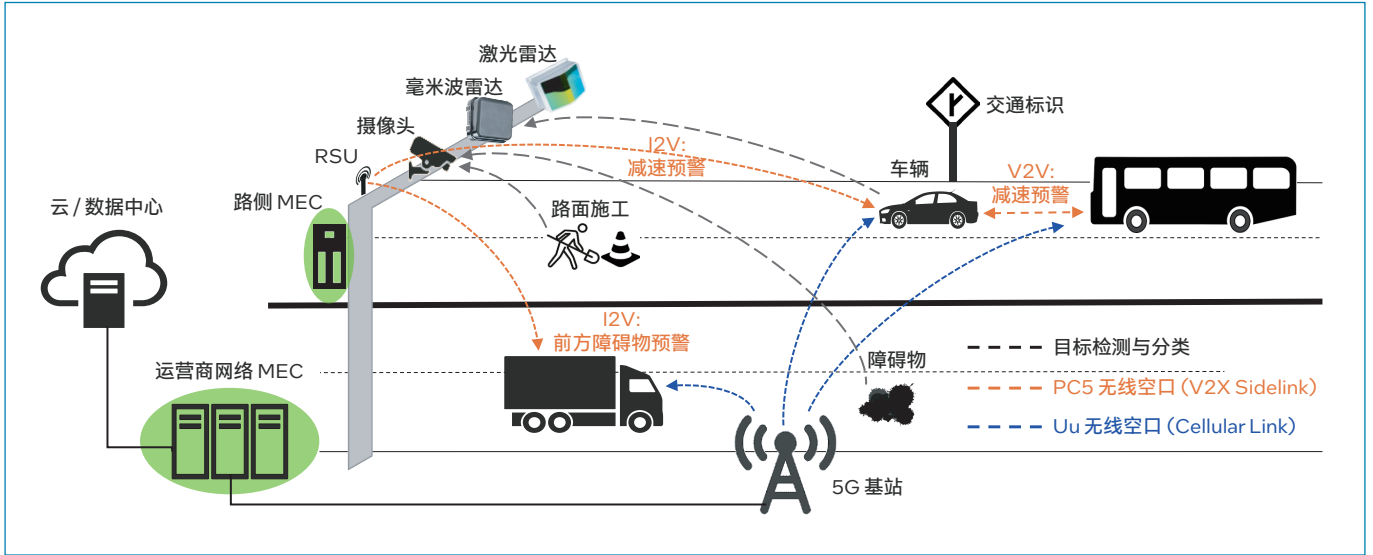 激光雷达
毫米波雷达
摄像头
RSU
路侧 MEC
云 / 数据中心
I2V:
减速预警
路面施工
交通标识
车辆
V2V:
减速预警
I2V:
前方障碍物预警
障碍物
运营商网络 MEC
5G 基站
目标检测与分类
PC5 无线空口 (V2X Sidelink)
Uu 无线空口 (Cellular Link)